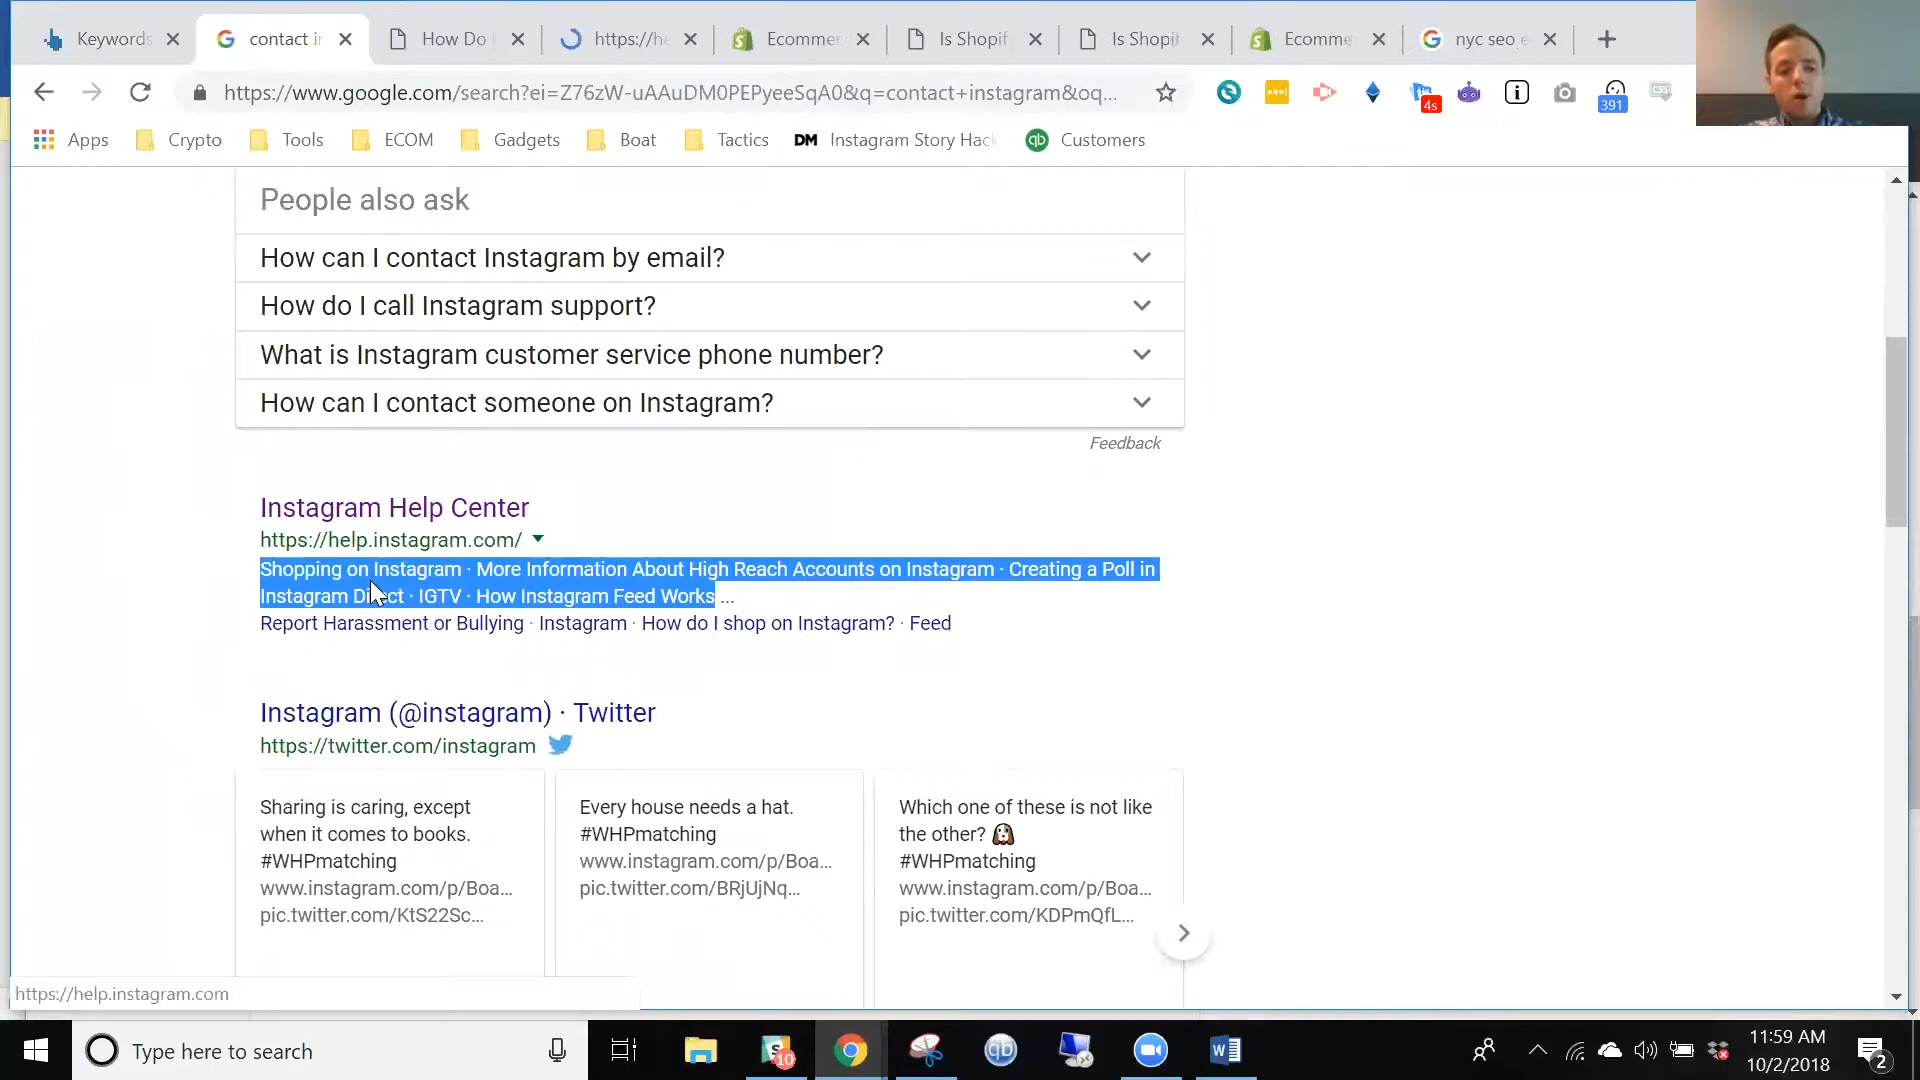 Keywords
contact in
How Do
https://he
Ecommer
Is Shopif
Is Shopif
Ecomme
nyc seo e
https://www.google.com/search?ei=Z76zW-uAAuDM0PEPyeeSqA0&q=contact+instagram&oq...
4s
391
CSS
Apps
Crypto
Tools
ECOM
Gadgets
Boat
Tactics
DM Instagram Story Hack
qb Customers
People also ask
How can I contact Instagram by email?
How do I call Instagram support?
What is Instagram customer service phone number?
How can I contact someone on Instagram?
Feedback
Instagram Help Center
https://help.instagram.com/
Shopping on Instagram · More Information About High Reach Accounts on Instagram · Creating a Poll in
Instagram Direct · IGTV · How Instagram Feed Works ...
Report Harassment or Bullying · Instagram · How do I shop on Instagram? · Feed
Instagram (@instagram) · Twitter
https://twitter.com/instagram
Sharing is caring, except
when it comes to books.
#WHPmatching
www.instagram.com/p/Boa...
pic.twitter.com/KtS22Sc...
Every house needs a hat.
#WHPmatching
www.instagram.com/p/Boa...
pic.twitter.com/BRjUjNq...
Which one of these is not like
the other?
#WHPmatching
www.instagram.com/p/Boa...
pic.twitter.com/KDPmQfL...
https://help.instagram.com
Type here to search
10
qb
11:59 AM
10/2/2018
2